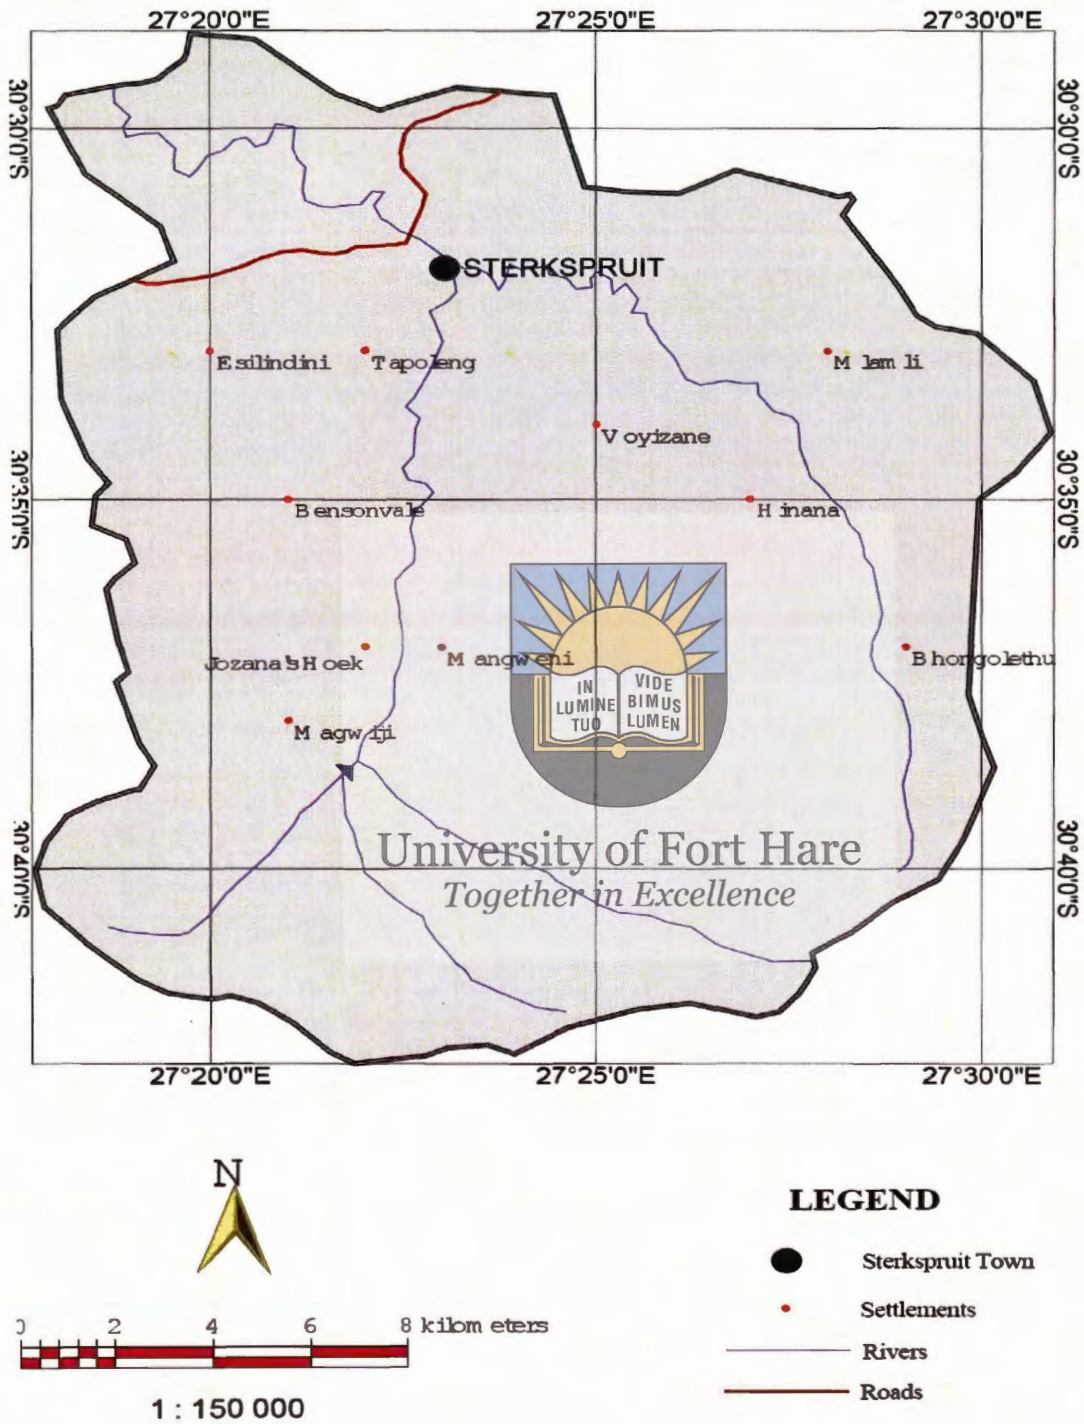 27°20'0"E 27°25'0"E 27°30'0"E
30°30'0"S 30°30'0"S
STERKSPRUIT
Esilindini Tapoleng Mlamli
Voyizane
30°35'0"S 30°35'0"S
Bensonvale Hinana
Jozana's Hoek Mangweni Bhongolethu
IN LUMINE TUO VIDE BIMUS LUMEN
Magwiji
30°40'0"S 30°40'0"S
University of Fort Hare
Together in Excellence
27°20'0"E 27°25'0"E 27°30'0"E
N
LEGEND
Sterkspruit Town
Settlements
Rivers
Roads
0 2 4 6 8 kilometers
1 : 150 000